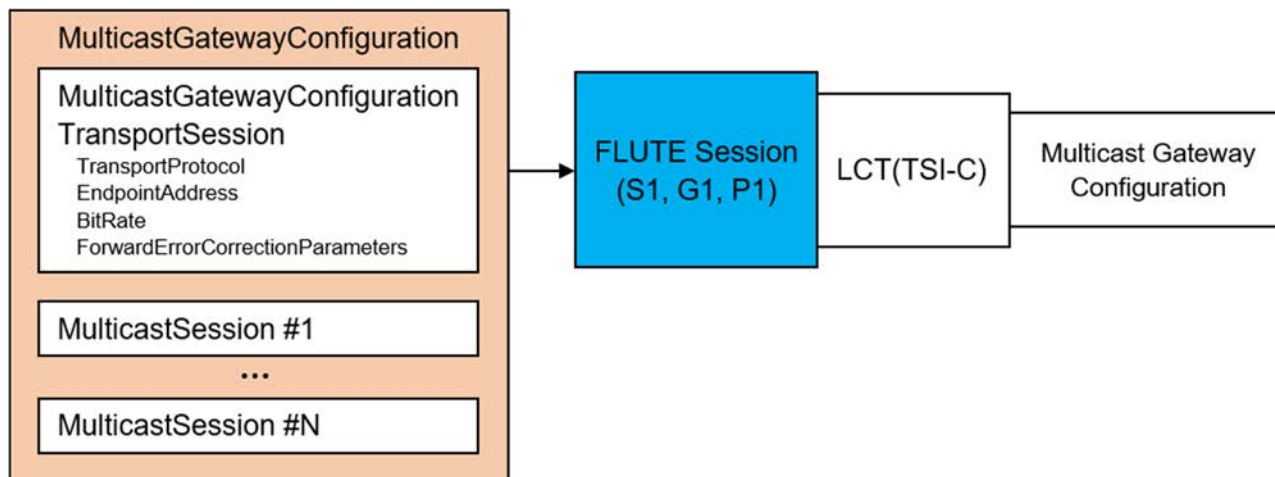 MulticastGatewayConfiguration
MulticastGatewayConfiguration
TransportSession
TransportProtocol
EndpointAddress
BitRate
ForwardErrorCorrectionParameters
MulticastSession #1
...
MulticastSession #N
FLUTE Session
(S1, G1, P1)
LCT(TSI-C)
Multicast Gateway
Configuration